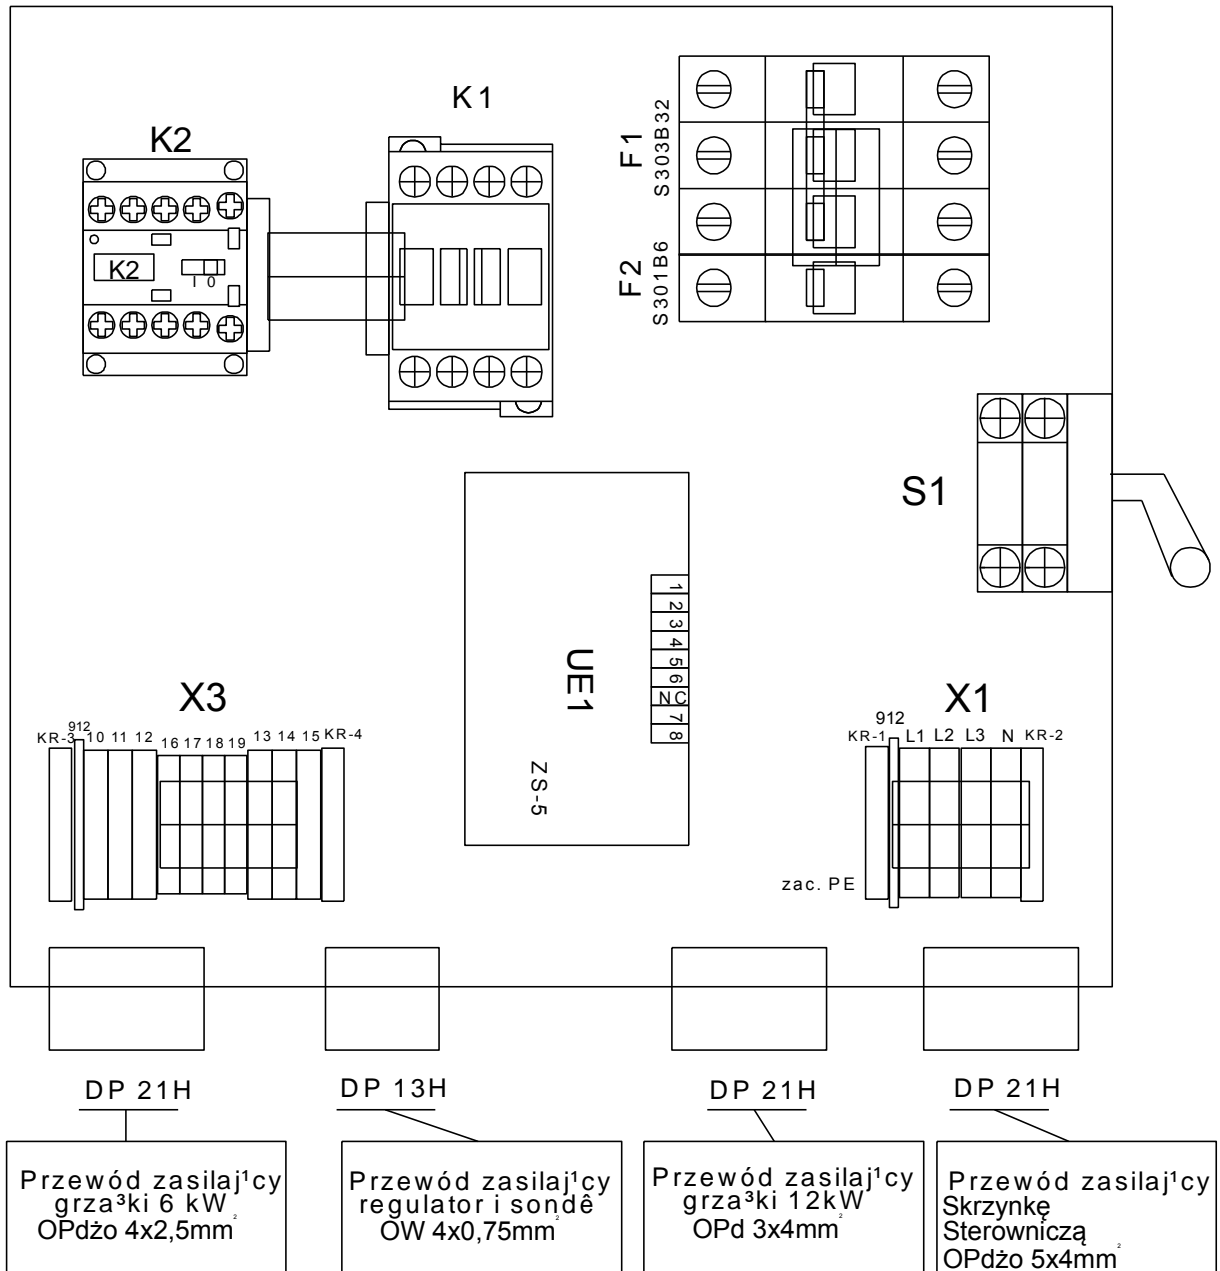 K1
K2
F1
S303B32
F2
S301B6
K2
I 0
S1
1
2
3
4
5
6
NC
7
8
UE1
ZS-5
X3
KR-3 912 10 11 12 16 17 18 19 13 14 15 KR-4
X1
912
KR-1 L1 L2 L3 N KR-2
zac. PE
DP 21H
DP 13H
DP 21H
DP 21H
Przewód zasilaj¹cy
grza³ki 6 kW
OPdżo 4x2,5mm²
Przewód zasilaj¹cy
regulator i sondê
OW 4x0,75mm²
Przewód zasilaj¹cy
grza³ki 12kW
OPd 3x4mm²
Przewód zasilaj¹cy
Skrzynkę
Sterowniczą
OPdżo 5x4mm²